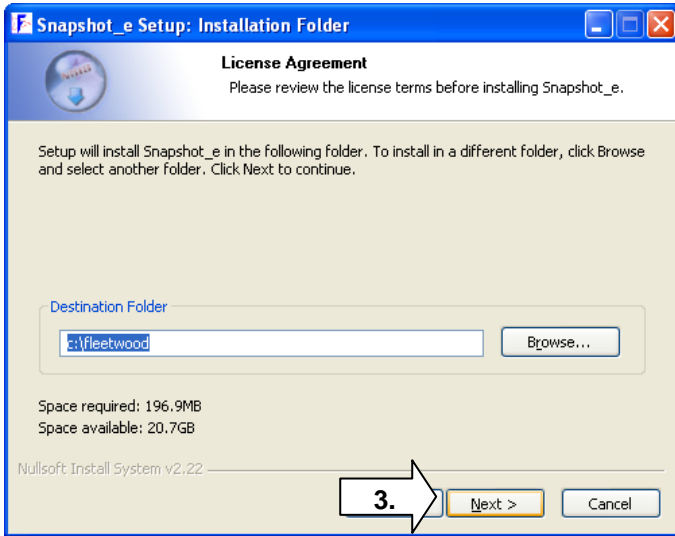 Snapshot_e Setup: Installation Folder
License Agreement
Please review the license terms before installing Snapshot_e.
Setup will install Snapshot_e in the following folder. To install in a different folder, click Browse
and select another folder. Click Next to continue.
Destination Folder
c:\fleetwood
Browse...
Space required: 196.9MB
Space available: 20.7GB
Nullsoft Install System v2.22
3.
Next >
Cancel